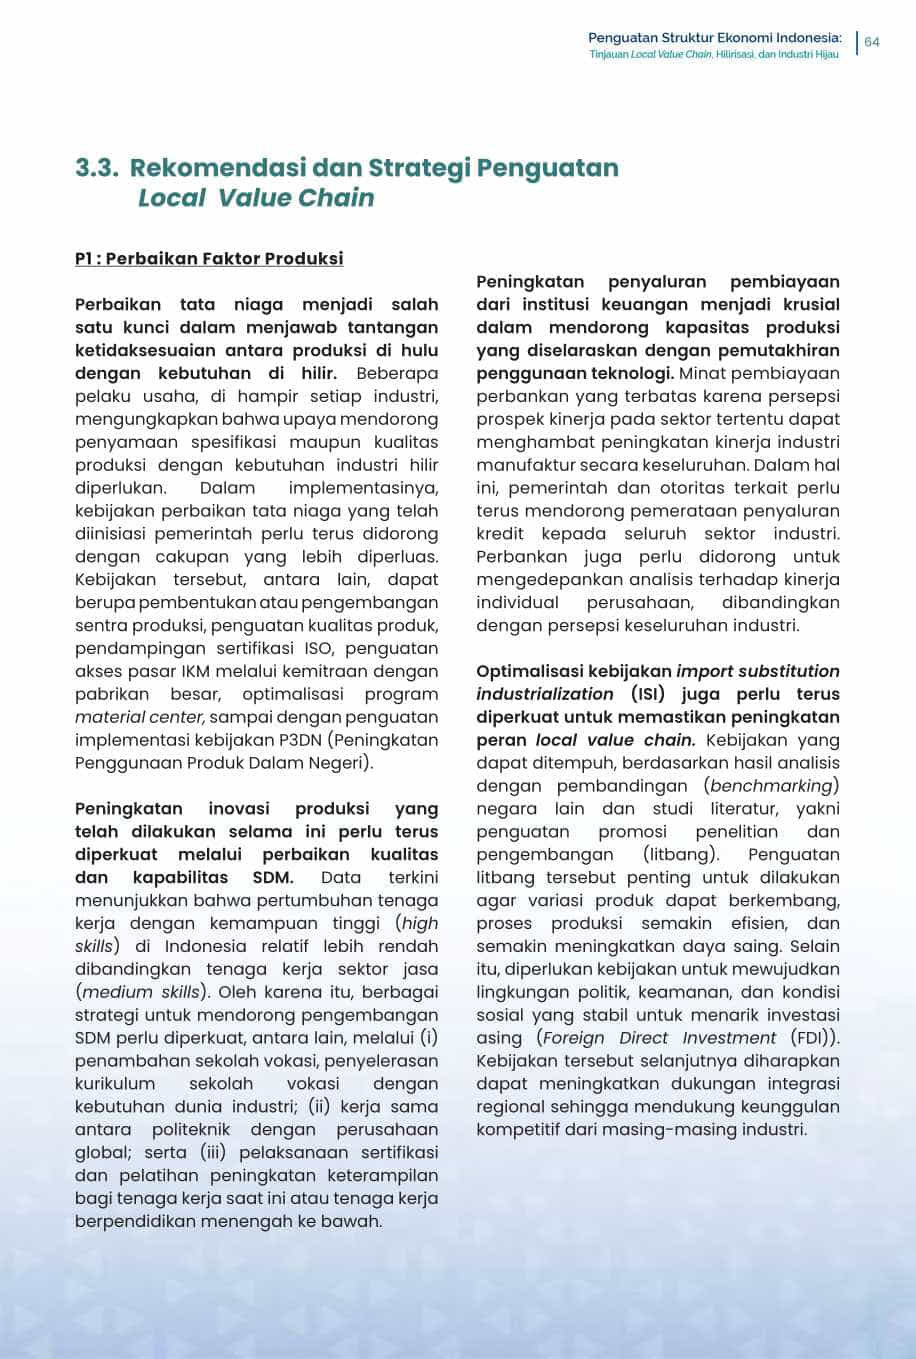 Penguatan Struktur Ekonomi Indonesia:
Tinjauan Local Value Chain, Hilirisasi, dan Industri Hijau
64
3.3. Rekomendasi dan Strategi Penguatan
Local Value Chain
P1 : Perbaikan Faktor Produksi
Perbaikan tata niaga menjadi salah
satu kunci dalam menjawab tantangan
ketidaksesuaian antara produksi di hulu
dengan kebutuhan di hilir. Beberapa
pelaku usaha, di hampir setiap industri,
mengungkapkan bahwa upaya mendorong
penyamaan spesifikasi maupun kualitas
produksi dengan kebutuhan industri hilir
diperlukan. Dalam implementasinya,
kebijakan perbaikan tata niaga yang telah
diinisiasi pemerintah perlu terus didorong
dengan cakupan yang lebih diperluas.
Kebijakan tersebut, antara lain, dapat
berupa pembentukan atau pengembangan
sentra produksi, penguatan kualitas produk,
pendampingan sertifikasi ISO, penguatan
akses pasar IKM melalui kemitraan dengan
pabrikan besar, optimalisasi program
material center, sampai dengan penguatan
implementasi kebijakan P3DN (Peningkatan
Penggunaan Produk Dalam Negeri).
Peningkatan inovasi produksi yang
telah dilakukan selama ini perlu terus
diperkuat melalui perbaikan kualitas
dan kapabilitas SDM. Data terkini
menunjukkan bahwa pertumbuhan tenaga
kerja dengan kemampuan tinggi (high
skills) di Indonesia relatif lebih rendah
dibandingkan tenaga kerja sektor jasa
(medium skills). Oleh karena itu, berbagai
strategi untuk mendorong pengembangan
SDM perlu diperkuat, antara lain, melalui (i)
penambahan sekolah vokasi, penyelerasan
kurikulum sekolah vokasi dengan
kebutuhan dunia industri; (ii) kerja sama
antara politeknik dengan perusahaan
global; serta (iii) pelaksanaan sertifikasi
dan pelatihan peningkatan keterampilan
bagi tenaga kerja saat ini atau tenaga kerja
berpendidikan menengah ke bawah.
Peningkatan penyaluran pembiayaan
dari institusi keuangan menjadi krusial
dalam mendorong kapasitas produksi
yang diselaraskan dengan pemutakhiran
penggunaan teknologi. Minat pembiayaan
perbankan yang terbatas karena persepsi
prospek kinerja pada sektor tertentu dapat
menghambat peningkatan kinerja industri
manufaktur secara keseluruhan. Dalam hal
ini, pemerintah dan otoritas terkait perlu
terus mendorong pemerataan penyaluran
kredit kepada seluruh sektor industri.
Perbankan juga perlu didorong untuk
mengedepankan analisis terhadap kinerja
individual perusahaan, dibandingkan
dengan persepsi keseluruhan industri.
Optimalisasi kebijakan import substitution
industrialization (ISI) juga perlu terus
diperkuat untuk memastikan peningkatan
peran local value chain. Kebijakan yang
dapat ditempuh, berdasarkan hasil analisis
dengan pembandingan (benchmarking)
negara lain dan studi literatur, yakni
penguatan promosi penelitian dan
pengembangan (litbang). Penguatan
litbang tersebut penting untuk dilakukan
agar variasi produk dapat berkembang,
proses produksi semakin efisien, dan
semakin meningkatkan daya saing. Selain
itu, diperlukan kebijakan untuk mewujudkan
lingkungan politik, keamanan, dan kondisi
sosial yang stabil untuk menarik investasi
asing (Foreign Direct Investment (FDI)).
Kebijakan tersebut selanjutnya diharapkan
dapat meningkatkan dukungan integrasi
regional sehingga mendukung keunggulan
kompetitif dari masing-masing industri.